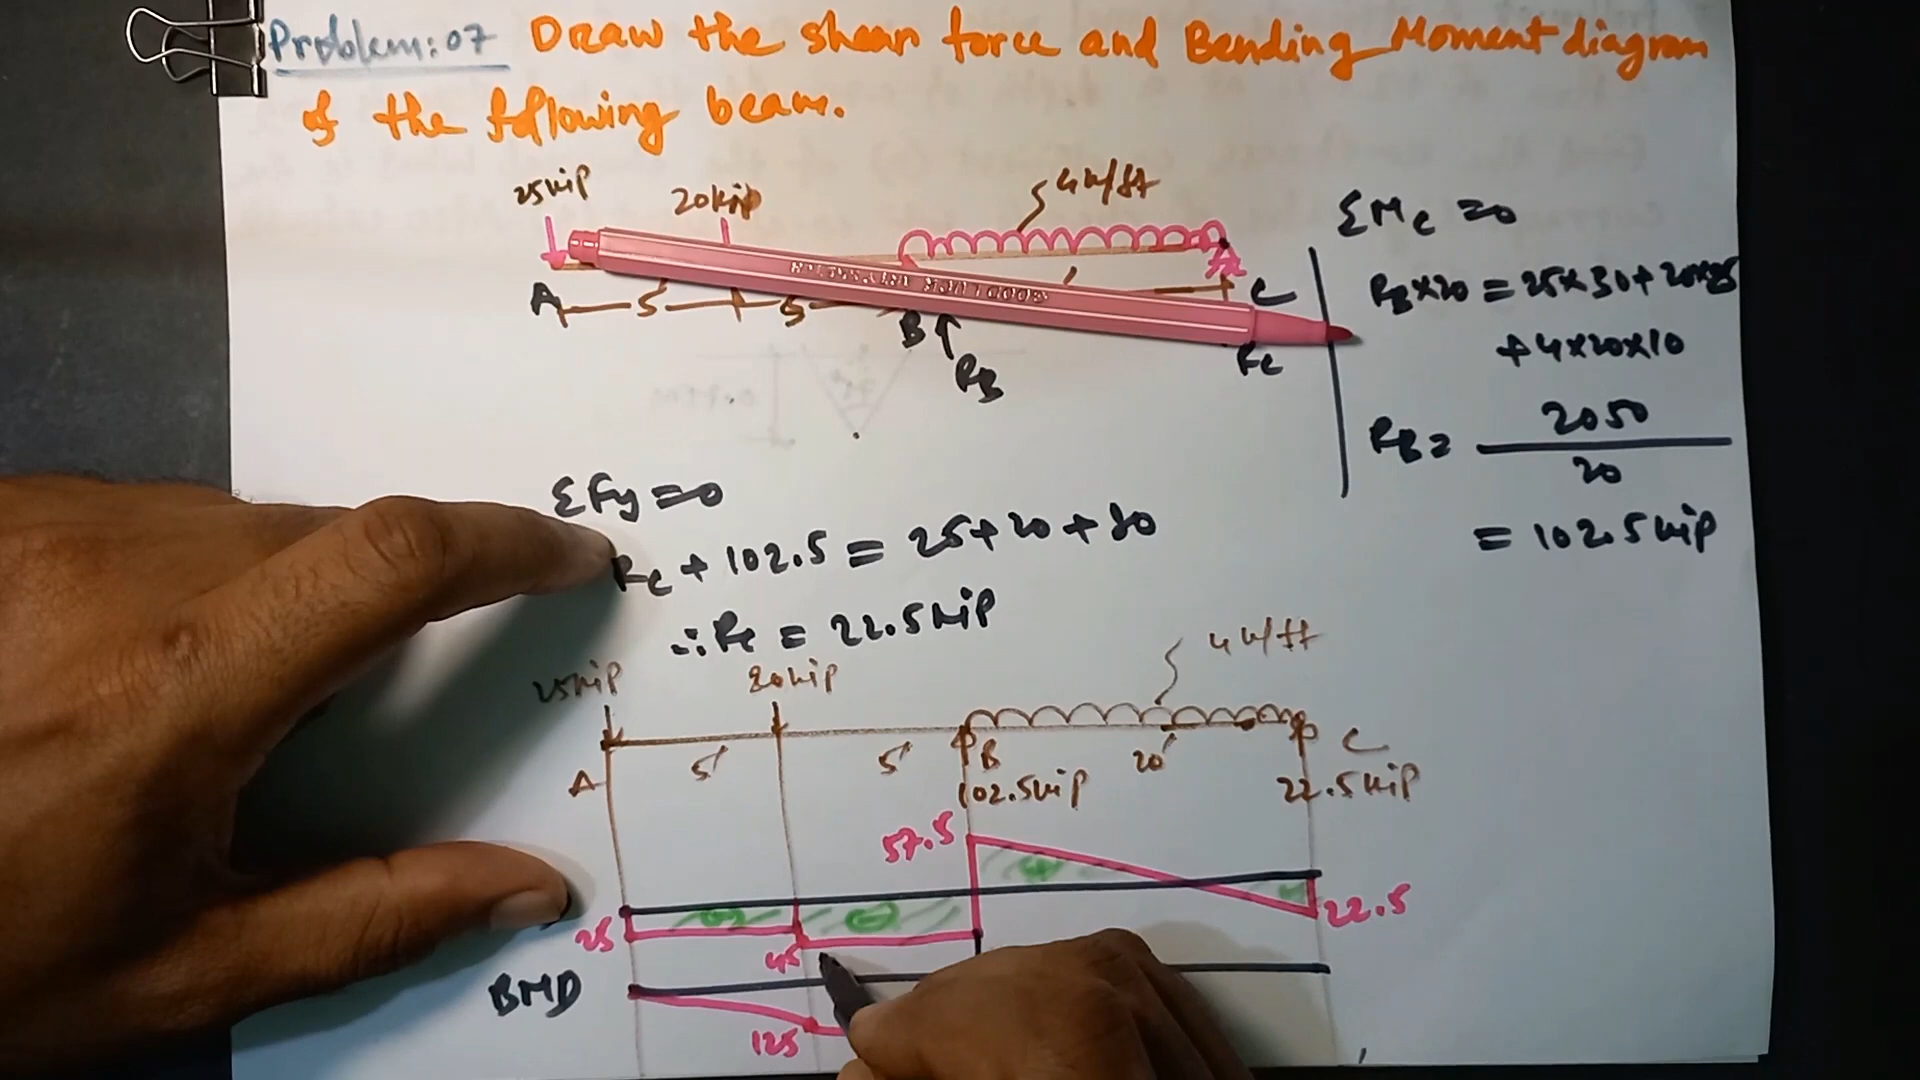 Problem: 07 Draw the shear force and Bending Moment diagram
of the following beam.
25kip
20kip
4k/ft
A
5
5
B
C
RB
Rc
ΣMc = 0
RB×20 = 25×30 + 20×25
+ 4×20×10
RB = 2050
20
= 102.5 kip
ΣFy = 0
Rc + 102.5 = 25 + 20 + 80
∴ Rc = 22.5 kip
25kip
20kip
4k/ft
A
5'
5'
B
20'
C
102.5kip
22.5kip
57.5
25
45
22.5
BMD
125